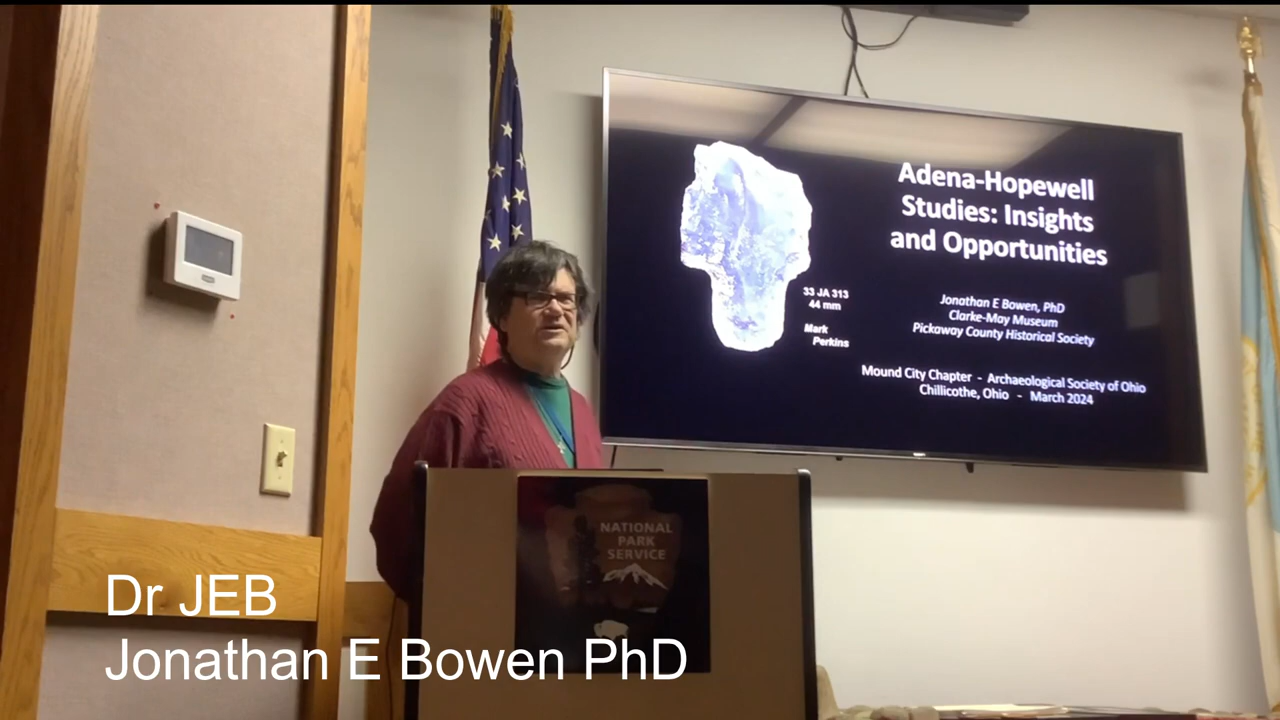 Adena-Hopewell
Studies: Insights
and Opportunities
33 JA 313
44 mm
Mark
Perkins
Jonathan E Bowen, PhD
Clarke-May Museum
Pickaway County Historical Society
Mound City Chapter - Archaeological Society of Ohio
Chillicothe, Ohio - March 2024
NATIONAL
PARK
SERVICE
Dr JEB
Jonathan E Bowen PhD